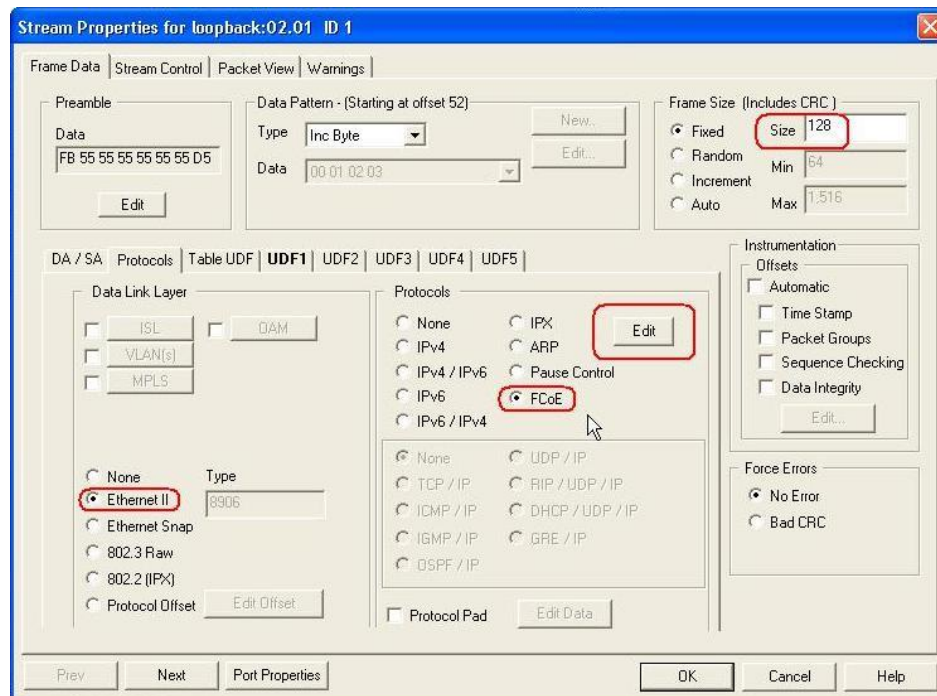 Stream Properties for loopback:02.01 ID 1
Frame Data Stream Control Packet View Warnings
Preamble
Data
FB 55 55 55 55 55 55 D5
Edit
Data Pattern - (Starting at offset 52)
Type Inc Byte
Data 00 01 02 03
New..
Edit...
Frame Size (Includes CRC )
Fixed Size 128
Random Min 64
Increment
Auto Max 1,516
DA / SA Protocols Table UDF UDF1 UDF2 UDF3 UDF4 UDF5
Data Link Layer
ISL OAM
VLAN(s)
MPLS
None Type
Ethernet II 8906
Ethernet Snap
802.3 Raw
802.2 (IPX)
Protocol Offset Edit Offset
Protocols
None IPX Edit
IPv4 ARP
IPv4 / IPv6 Pause Control
IPv6 FCoE
IPv6 / IPv4
None UDP / IP
TCP / IP RIP / UDP / IP
ICMP / IP DHCP / UDP / IP
IGMP / IP GRE / IP
OSPF / IP
Protocol Pad Edit Data
Instrumentation
Offsets
Automatic
Time Stamp
Packet Groups
Sequence Checking
Data Integrity
Edit...
Force Errors
No Error
Bad CRC
Prev Next Port Properties OK Cancel Help